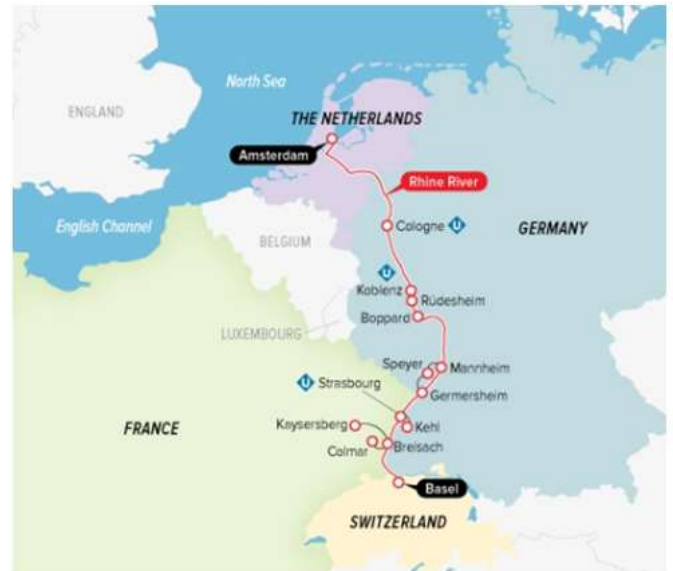 North Sea
ENGLAND
THE NETHERLANDS
Amsterdam
Rhine River
English Channel
Cologne U
GERMANY
BELGIUM
U
Koblenz
Rüdesheim
Boppard
LUXEMBOURG
Speyer
Mannheim
U Strasbourg
Germersheim
Kaysersberg
Kehl
FRANCE
Colmar
Breisach
Basel
SWITZERLAND